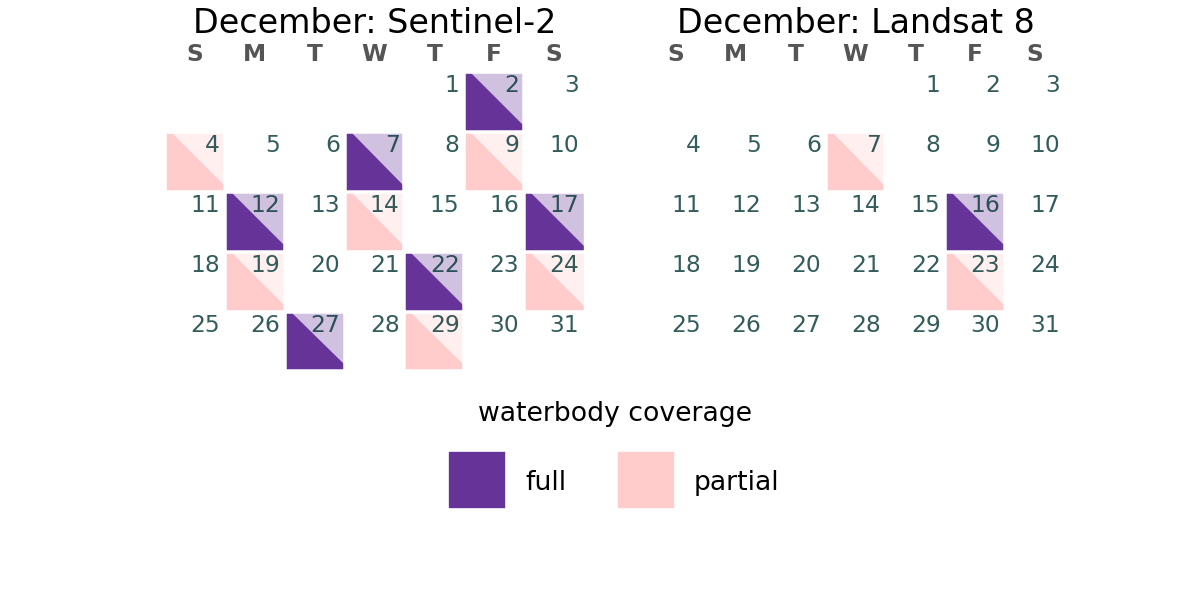 December: Sentinel-2
S M T W T F S
1 2 3
4 5 6 7 8 9 10
11 12 13 14 15 16 17
18 19 20 21 22 23 24
25 26 27 28 29 30 31
December: Landsat 8
S M T W T F S
1 2 3
4 5 6 7 8 9 10
11 12 13 14 15 16 17
18 19 20 21 22 23 24
25 26 27 28 29 30 31
waterbody coverage
full partial